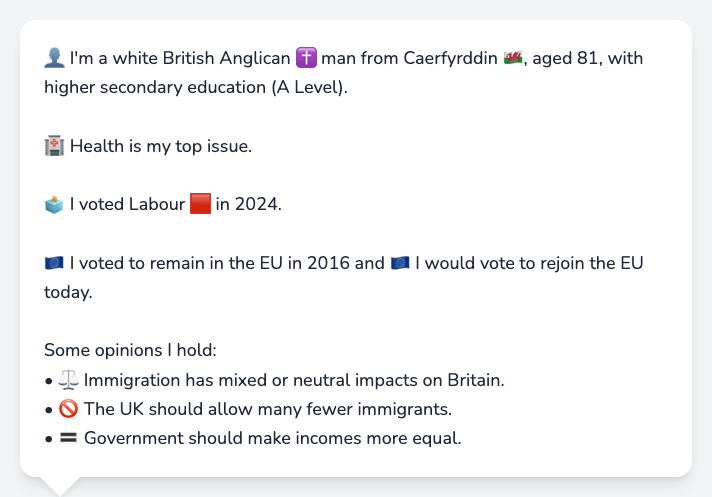 👤 I'm a white British Anglican ✝️ man from Caerfyrddin 🏴󠁧󠁢󠁷󠁬󠁳󠁿, aged 81, with
higher secondary education (A Level).
🏥 Health is my top issue.
🗳️ I voted Labour 🟥 in 2024.
🇪🇺 I voted to remain in the EU in 2016 and 🇪🇺 I would vote to rejoin the EU
today.
Some opinions I hold:
• ⚖️ Immigration has mixed or neutral impacts on Britain.
• 🚫 The UK should allow many fewer immigrants.
• 🟰 Government should make incomes more equal.